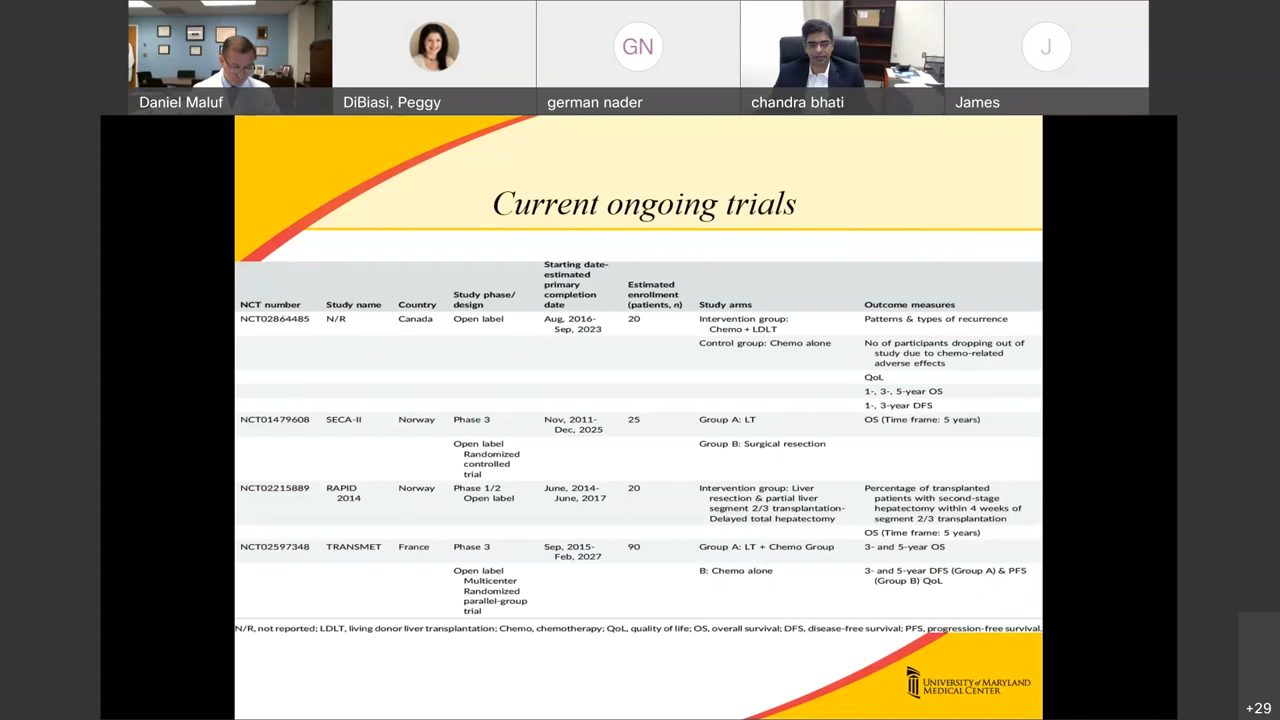 GN
J
Daniel Maluf
DiBiasi, Peggy
german nader
chandra bhati
James
Current ongoing trials
NCT number
Study name
Country
Study phase/
design
Starting date-
estimated
primary
completion
date
Estimated
enrollment
(patients, n)
Study arms
Outcome measures
NCT02864485
N/R
Canada
Open label
Aug, 2016-
Sep, 2023
20
Intervention group:
Chemo + LDLT
Patterns & types of recurrence
Control group: Chemo alone
No of participants dropping out of
study due to chemo-related
adverse effects
QoL
1-, 3-, 5-year OS
1-, 3-year DFS
NCT01479608
SECA-II
Norway
Phase 3
Nov, 2011-
Dec, 2025
25
Group A: LT
OS (Time frame: 5 years)
Open label
Randomized
controlled
trial
Group B: Surgical resection
NCT02215889
RAPID
2014
Norway
Phase 1/2
Open label
June, 2014-
June, 2017
20
Intervention group: Liver
resection & partial liver
segment 2/3 transplantation-
Delayed total hepatectomy
Percentage of transplanted
patients with second-stage
hepatectomy within 4 weeks of
segment 2/3 transplantation
OS (Time frame: 5 years)
NCT02597348
TRANSMET
France
Phase 3
Sep, 2015-
Feb, 2027
90
Group A: LT + Chemo Group
3- and 5-year OS
Open label
Multicenter
Randomized
parallel-group
trial
B: Chemo alone
3- and 5-year DFS (Group A) & PFS
(Group B) QoL
N/R, not reported; LDLT, living donor liver transplantation; Chemo, chemotherapy; QoL, quality of life; OS, overall survival; DFS, disease-free survival; PFS, progression-free survival.
UNIVERSITY of MARYLAND
MEDICAL CENTER
+29